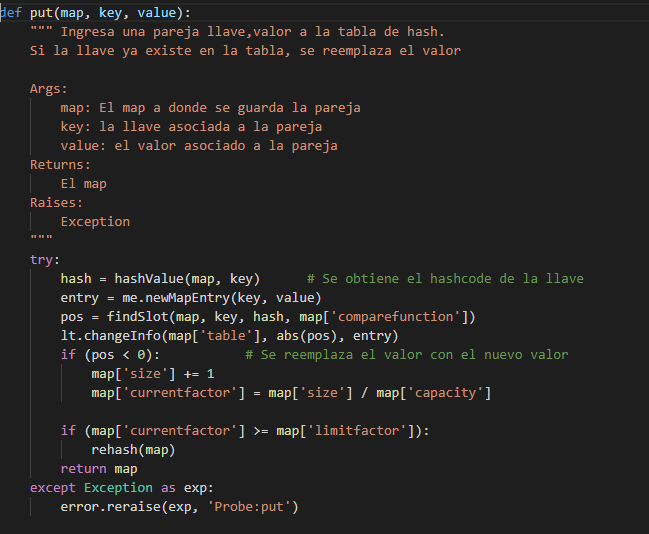 def put(map, key, value):
    """ Ingresa una pareja llave,valor a la tabla de hash.
    Si la llave ya existe en la tabla, se reemplaza el valor
    Args:
        map: El map a donde se guarda la pareja
        key: la llave asociada a la pareja
        value: el valor asociado a la pareja
    Returns:
        El map
    Raises:
        Exception
    """
    try:
        hash = hashValue(map, key)      # Se obtiene el hashcode de la llave
        entry = me.newMapEntry(key, value)
        pos = findSlot(map, key, hash, map['comparefunction'])
        lt.changeInfo(map['table'], abs(pos), entry)
        if (pos < 0):           # Se reemplaza el valor con el nuevo valor
            map['size'] += 1
            map['currentfactor'] = map['size'] / map['capacity']
        if (map['currentfactor'] >= map['limitfactor']):
            rehash(map)
        return map
    except Exception as exp:
        error.reraise(exp, 'Probe:put')